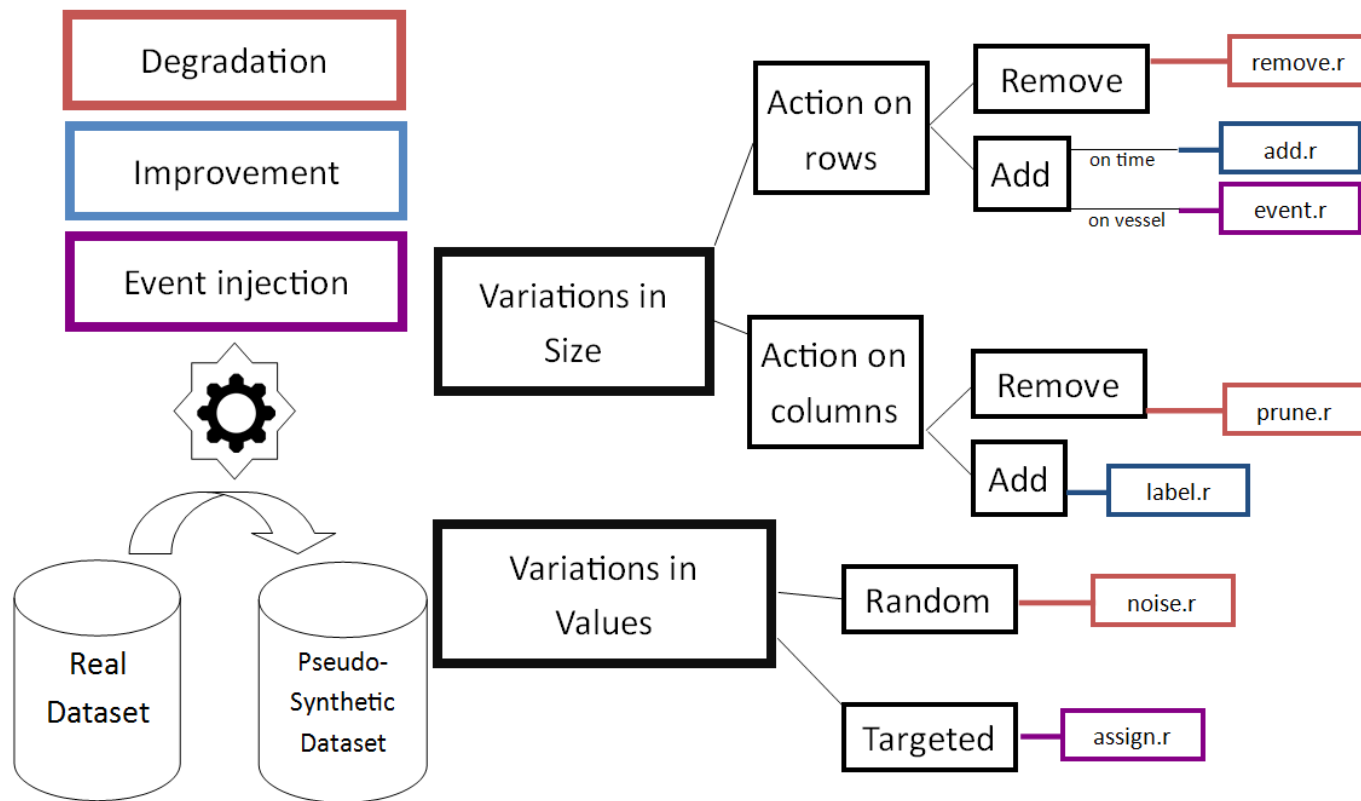 Degradation
Improvement
Event injection
Real
Dataset
Pseudo-
Synthetic
Dataset
Variations in
Size
Action on
rows
Remove
remove.r
Add
on time
add.r
on vessel
event.r
Action on
columns
Remove
prune.r
Add
label.r
Variations in
Values
Random
noise.r
Targeted
assign.r